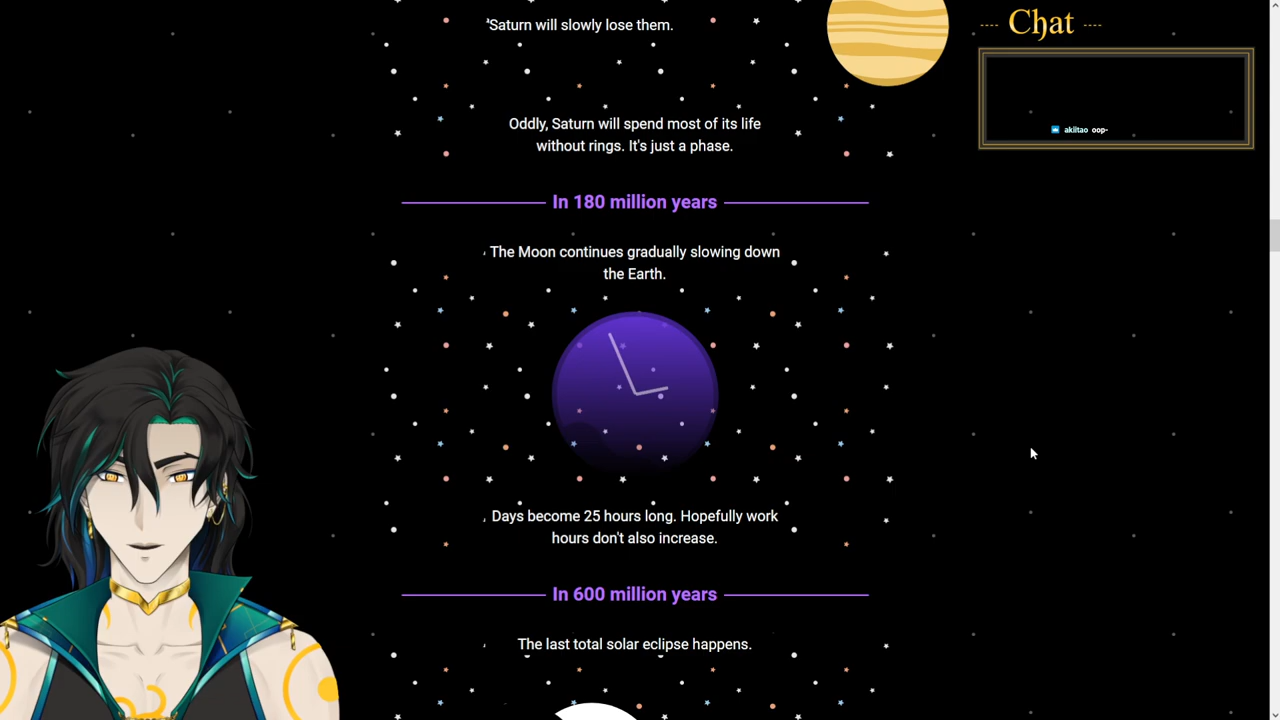 Saturn will slowly lose them.
Oddly, Saturn will spend most of its life
without rings. It's just a phase.
In 180 million years
The Moon continues gradually slowing down
the Earth.
Days become 25 hours long. Hopefully work
hours don't also increase.
In 600 million years
The last total solar eclipse happens.
---- Chat ----
akiitao oop-